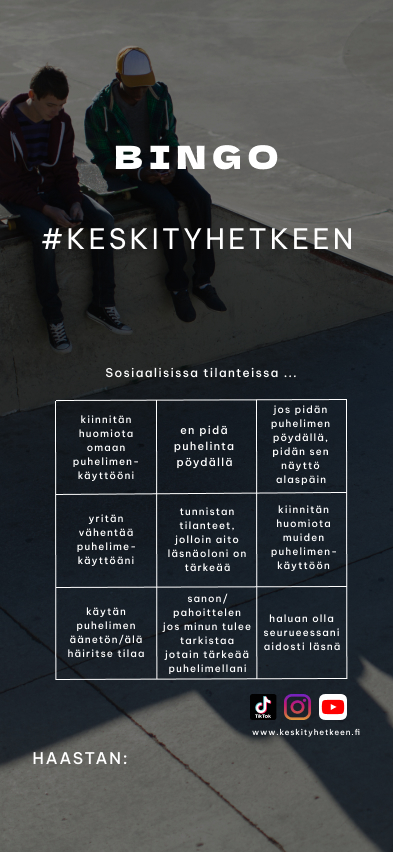 BINGO
#KESKITYHETKEEN
Sosiaalisissa tilanteissa ...
kiinnitän
huomiota
omaan
puhelimen-
käyttööni
en pidä
puhelinta
pöydällä
jos pidän
puhelimen
pöydällä,
pidän sen
näyttö
alaspäin
yritän
vähentää
puhelime-
käyttöäni
tunnistan
tilanteet,
jolloin aito
läsnäoloni on
tärkeää
kiinnitän
huomiota
muiden
puhelimen-
käyttöön
käytän
puhelimen
äänetön/älä
häiritse tilaa
sanon/
pahoittelen
jos minun tulee
tarkistaa
jotain tärkeää
puhelimellani
haluan olla
seurueessani
aidosti läsnä
TikTok
www.keskityhetkeen.fi
HAASTAN: